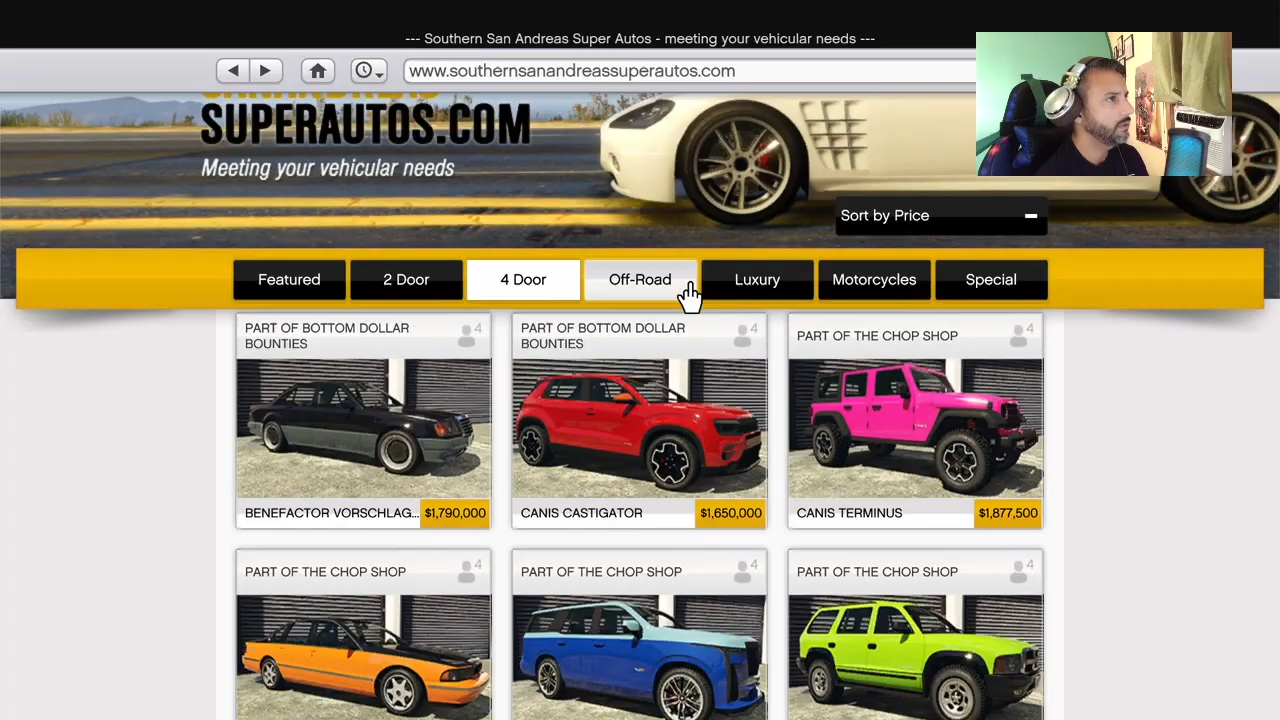 --- Southern San Andreas Super Autos - meeting your vehicular needs ---
www.southernsanandreassuperautos.com
SANANDREAS
SUPERAUTOS.COM
Meeting your vehicular needs
Sort by Price
Featured
2 Door
4 Door
Off-Road
Luxury
Motorcycles
Special
PART OF BOTTOM DOLLAR
BOUNTIES
4
PART OF BOTTOM DOLLAR
BOUNTIES
4
PART OF THE CHOP SHOP
4
BENEFACTOR VORSCHLAG...
$1,790,000
CANIS CASTIGATOR
$1,650,000
CANIS TERMINUS
$1,877,500
PART OF THE CHOP SHOP
4
PART OF THE CHOP SHOP
4
PART OF THE CHOP SHOP
4